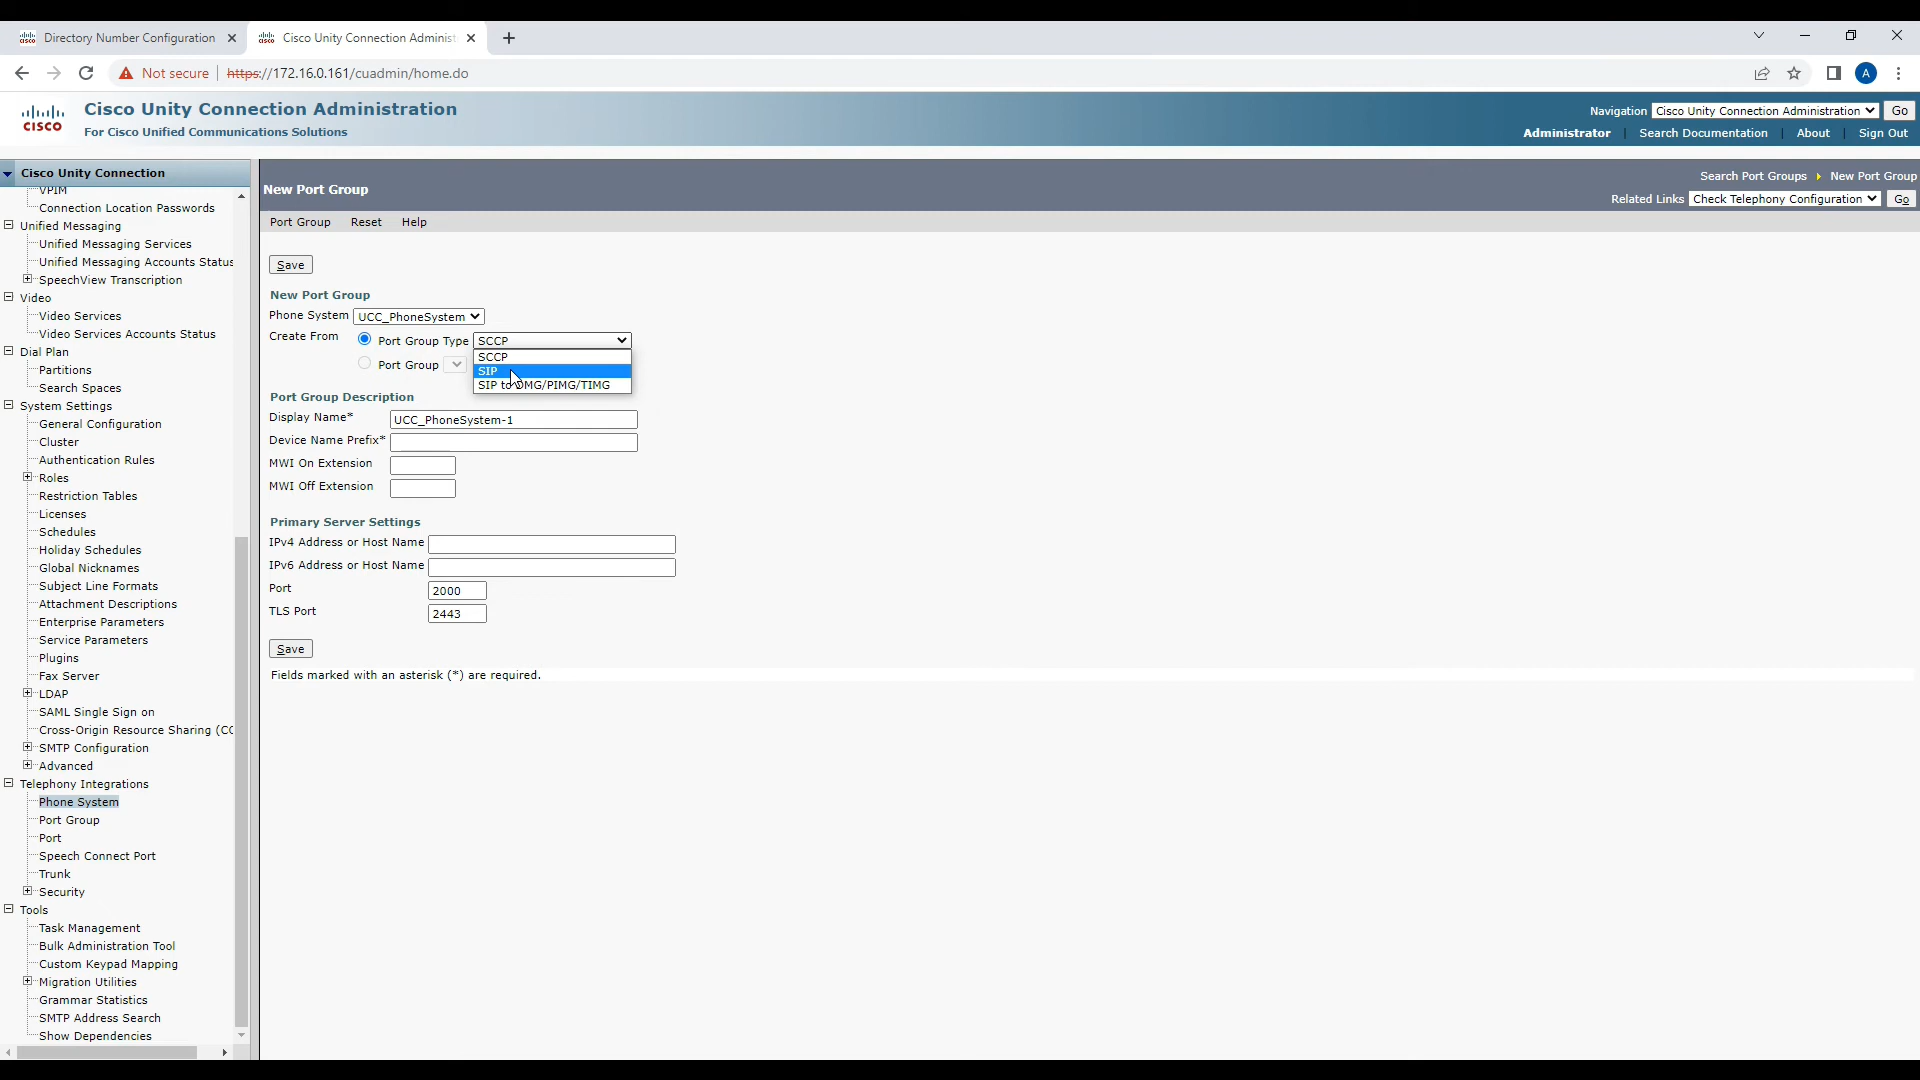 Directory Number Configuration
Cisco Unity Connection Administ
Not secure
https://172.16.0.161/cuadmin/home.do
A
CISCO
Cisco Unity Connection Administration
For Cisco Unified Communications Solutions
Navigation Cisco Unity Connection Administration Go
Administrator Search Documentation About Sign Out
Cisco Unity Connection
VPIM
Connection Location Passwords
Unified Messaging
Unified Messaging Services
Unified Messaging Accounts Status
SpeechView Transcription
Video
Video Services
Video Services Accounts Status
Dial Plan
Partitions
Search Spaces
System Settings
General Configuration
Cluster
Authentication Rules
Roles
Restriction Tables
Licenses
Schedules
Holiday Schedules
Global Nicknames
Subject Line Formats
Attachment Descriptions
Enterprise Parameters
Service Parameters
Plugins
Fax Server
LDAP
SAML Single Sign on
Cross-Origin Resource Sharing (CO
SMTP Configuration
Advanced
Telephony Integrations
Phone System
Port Group
Port
Speech Connect Port
Trunk
Security
Tools
Task Management
Bulk Administration Tool
Custom Keypad Mapping
Migration Utilities
Grammar Statistics
SMTP Address Search
Show Dependencies
New Port Group
Search Port Groups New Port Group
Related Links Check Telephony Configuration Go
Port Group Reset Help
Save
New Port Group
Phone System UCC_PhoneSystem
Create From Port Group Type SCCP
SCCP
Port Group
SIP
SIP to DMG/PIMG/TIMG
Port Group Description
Display Name* UCC_PhoneSystem-1
Device Name Prefix*
MWI On Extension
MWI Off Extension
Primary Server Settings
IPv4 Address or Host Name
IPv6 Address or Host Name
Port 2000
TLS Port 2443
Save
Fields marked with an asterisk (*) are required.